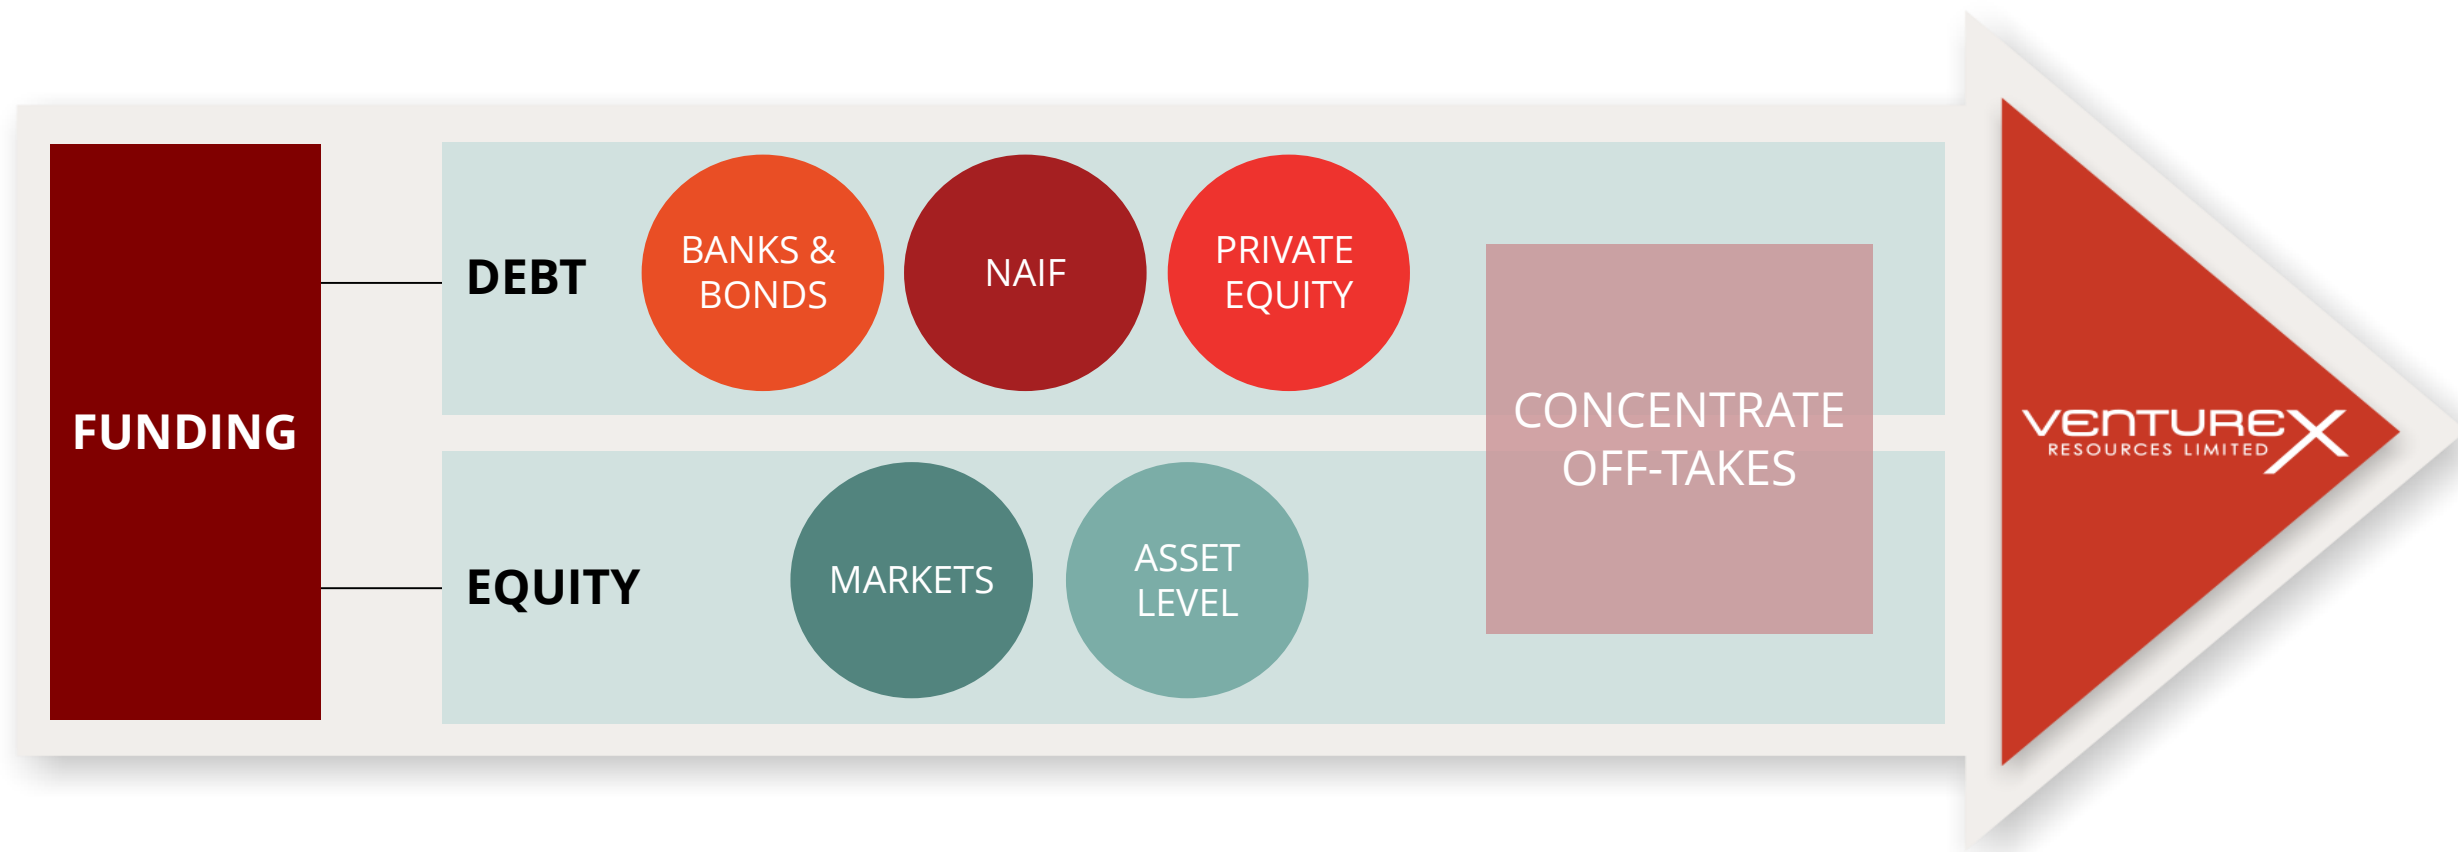 FUNDING
DEBT
BANKS &
BONDS
NAIF
PRIVATE
EQUITY
EQUITY
MARKETS
ASSET
LEVEL
CONCENTRATE
OFF-TAKES
VENTUREX
RESOURCES LIMITED